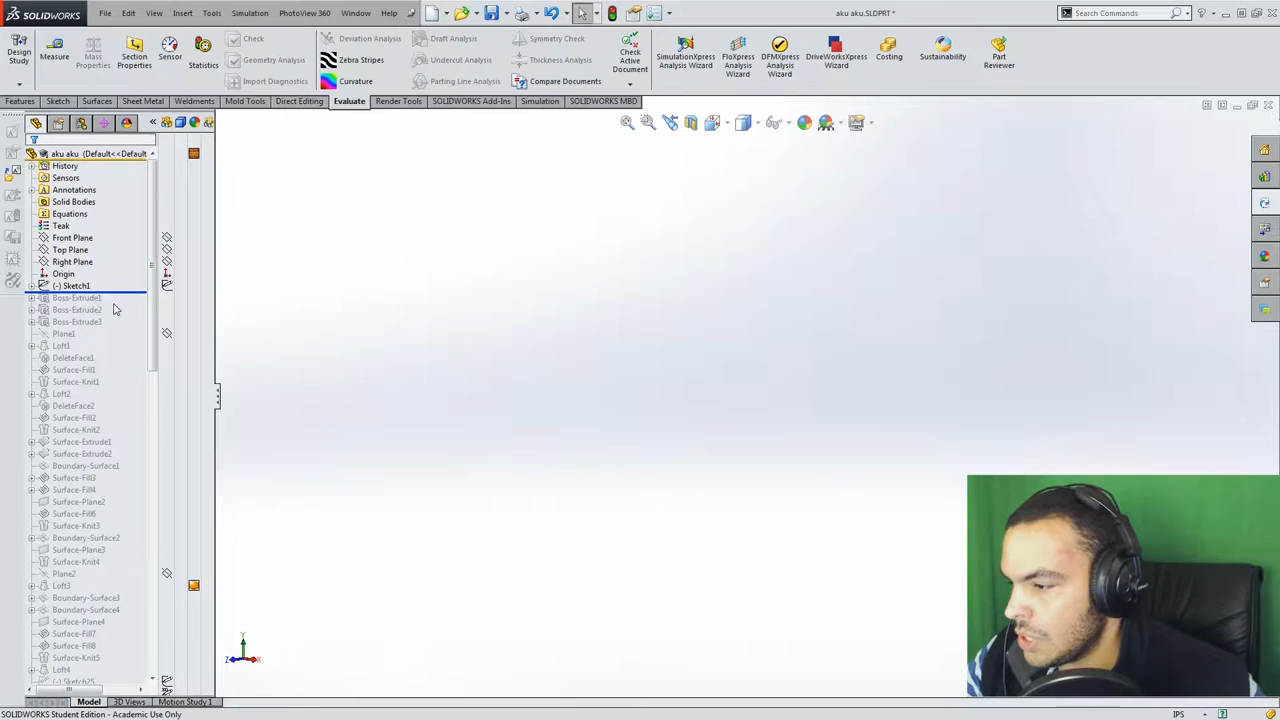 SOLIDWORKS
File Edit View Insert Tools Simulation PhotoView 360 Window Help
aku aku.SLDPRT *
Search Commands
Design Study
Measure
Mass Properties
Section Properties
Sensor
Statistics
Check
Geometry Analysis
Import Diagnostics
Deviation Analysis
Zebra Stripes
Curvature
Draft Analysis
Undercut Analysis
Parting Line Analysis
Symmetry Check
Thickness Analysis
Compare Documents
Check Active Document
SimulationXpress Analysis Wizard
FloXpress Analysis Wizard
DFMXpress Analysis Wizard
DriveWorksXpress Wizard
Costing
Sustainability
Part Reviewer
Features Sketch Surfaces Sheet Metal Weldments Mold Tools Direct Editing Evaluate Render Tools SOLIDWORKS Add-Ins Simulation SOLIDWORKS MBD
aku aku (Default<<Default
History
Sensors
Annotations
Solid Bodies
Equations
Teak
Front Plane
Top Plane
Right Plane
Origin
(-) Sketch1
Boss-Extrude1
Boss-Extrude2
Boss-Extrude3
Plane1
Loft1
DeleteFace1
Surface-Fill1
Surface-Knit1
Loft2
DeleteFace2
Surface-Fill2
Surface-Knit2
Surface-Extrude1
Surface-Extrude2
Boundary-Surface1
Surface-Fill3
Surface-Fill4
Surface-Plane2
Surface-Fill6
Surface-Knit3
Boundary-Surface2
Surface-Plane3
Surface-Knit4
Plane2
Loft3
Boundary-Surface3
Boundary-Surface4
Surface-Plane4
Surface-Fill7
Surface-Fill8
Surface-Knit5
Loft4
(-) Sketch25
Y
Z X
Model 3D Views Motion Study 1
SOLIDWORKS Student Edition - Academic Use Only
IPS